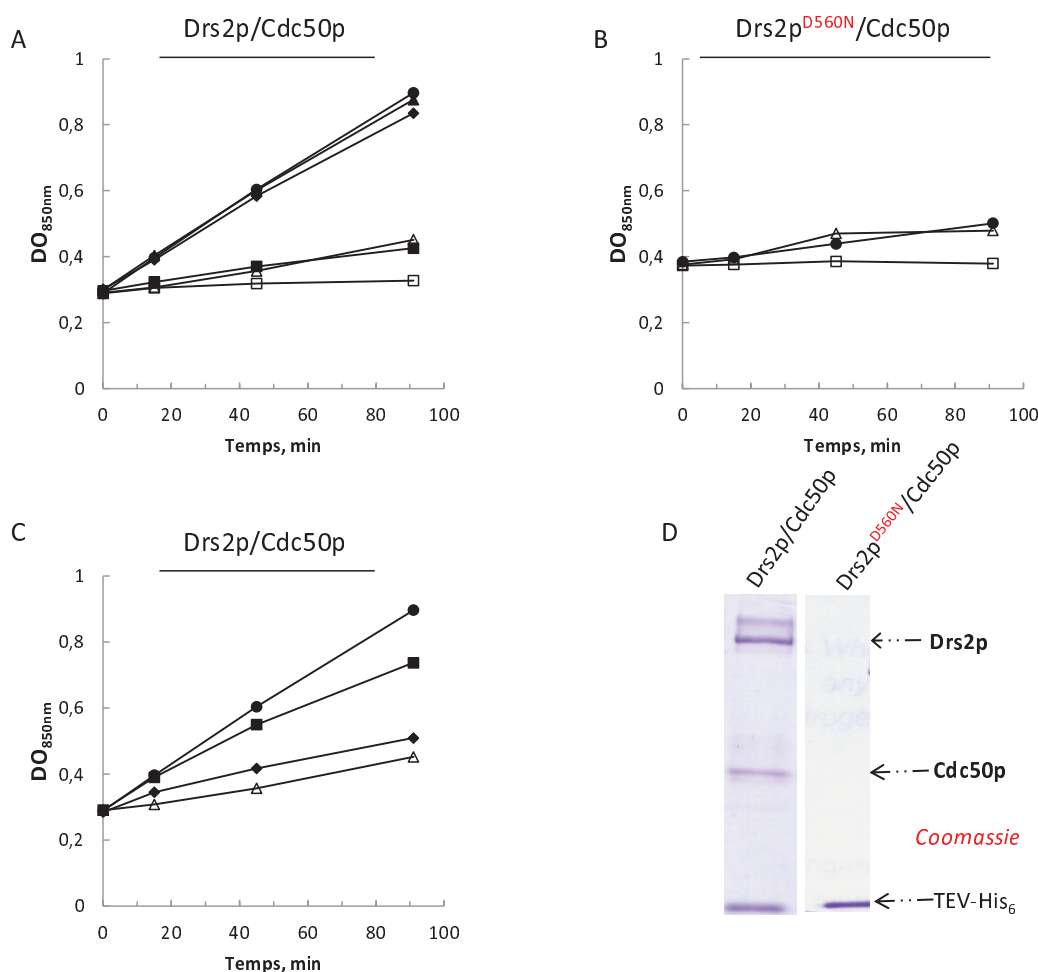 A
Drs2p/Cdc50p
1
0,8
0,6
0,4
0,2
0
DO850nm
0 20 40 60 80 100
Temps, min
B
Drs2pD560N/Cdc50p
1
0,8
0,6
0,4
0,2
0
DO850nm
0 20 40 60 80 100
Temps, min
C
Drs2p/Cdc50p
1
0,8
0,6
0,4
0,2
0
DO850nm
0 20 40 60 80 100
Temps, min
D
Drs2p/Cdc50p
Drs2pD560N/Cdc50p
Drs2p
Cdc50p
Coomassie
TEV-His6